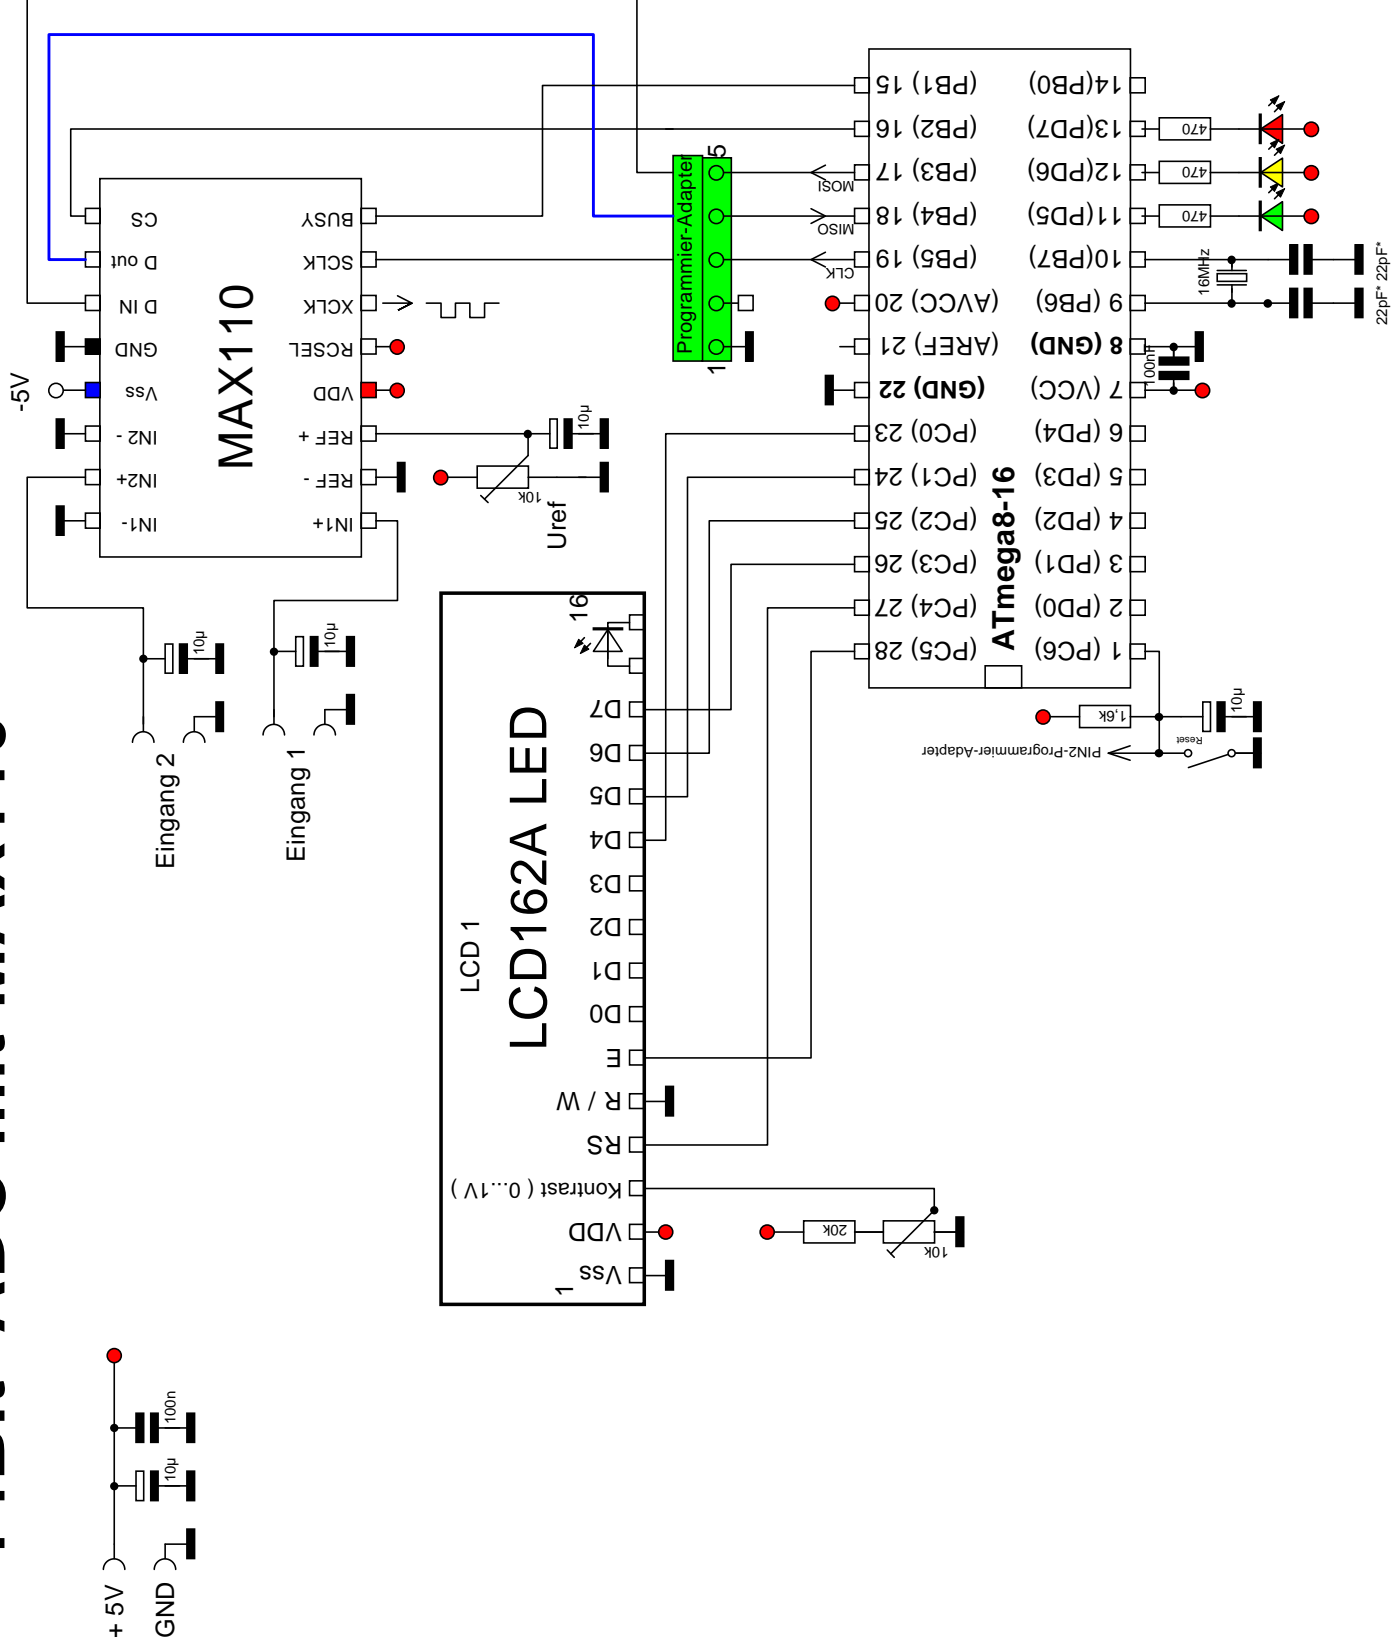 -5V
CS
D out
D IN
GND
Vss
IN2 -
IN2+
IN1-
BUSY
SCLK
XCLK
RCSEL
VDD
REF +
REF -
IN1+
MAX110
10k
10µ
Uref
Programmier-Adapter
5
1
MOSI
MISO
CLK
15 (PB1)
16 (PB2)
17 (PB3)
18 (PB4)
19 (PB5)
20 (AVCC)
21 (AREF)
22 (GND)
23 (PC0)
24 (PC1)
25 (PC2)
26 (PC3)
27 (PC4)
28 (PC5)
14(PB0)
13(PD7)
12(PD6)
11(PD5)
10(PB7)
9 (PB6)
8 (GND)
7 (VCC)
6 (PD4)
5 (PD3)
4 (PD2)
3 (PD1)
2 (PD0)
1 (PC6)
ATmega8-16
470
470
470
16MHz
22pF*
22pF*
1,6k
10µ
Reset
PIN2-Programmier-Adapter
10µ
10µ
Eingang 2
Eingang 1
LCD 1
LCD162A LED
16
D7
D6
D5
D4
D3
D2
D1
D0
E
R / W
RS
Kontrast ( 0...1V )
VDD
Vss
1
20k
10k
100n
10µ
+ 5V
GND